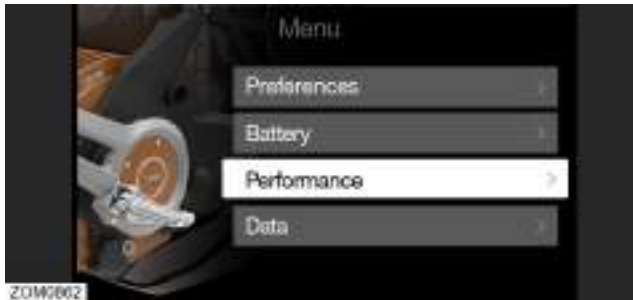 Menu
Preferences
Battery
Performance
Data
ZOM0862